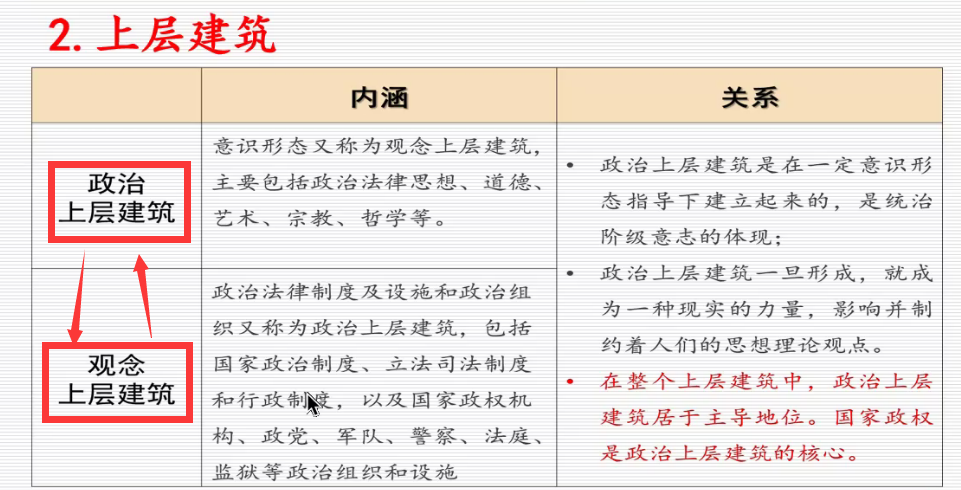 2. 上层建筑
内涵
关系
政治
上层建筑
意识形态又称为观念上层建筑，
主要包括政治法律思想、道德、
艺术、宗教、哲学等。
观念
上层建筑
政治法律制度及设施和政治组
织又称为政治上层建筑，包括
国家政治制度、立法司法制度
和行政制度，以及国家政权机
构、政党、军队、警察、法庭、
监狱等政治组织和设施
• 政治上层建筑是在一定意识形
态指导下建立起来的，是统治
阶级意志的体现；
• 政治上层建筑一旦形成，就成
为一种现实的力量，影响并制
约着人们的思想理论观点。
• 在整个上层建筑中，政治上层
建筑居于主导地位。国家政权
是政治上层建筑的核心。